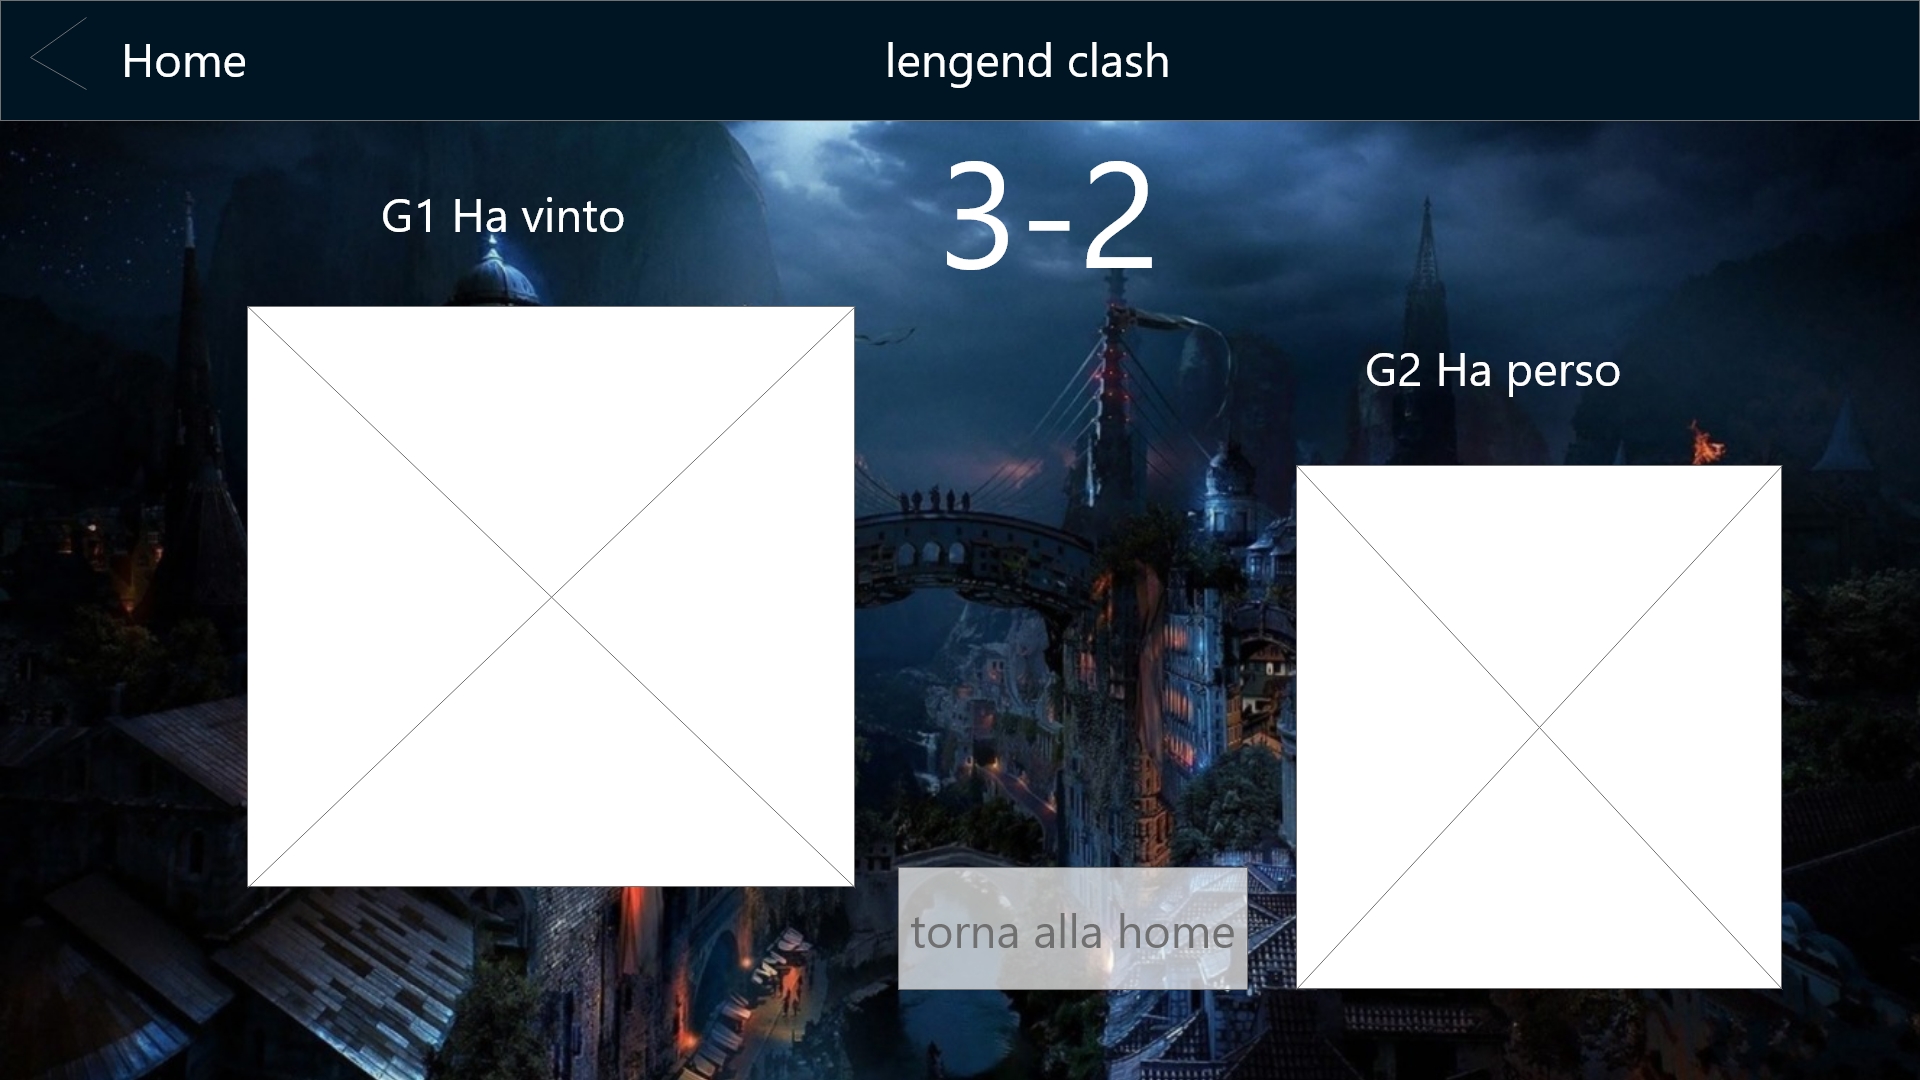 Home
lengend clash
3-2
G1 Ha vinto
G2 Ha perso
torna alla home